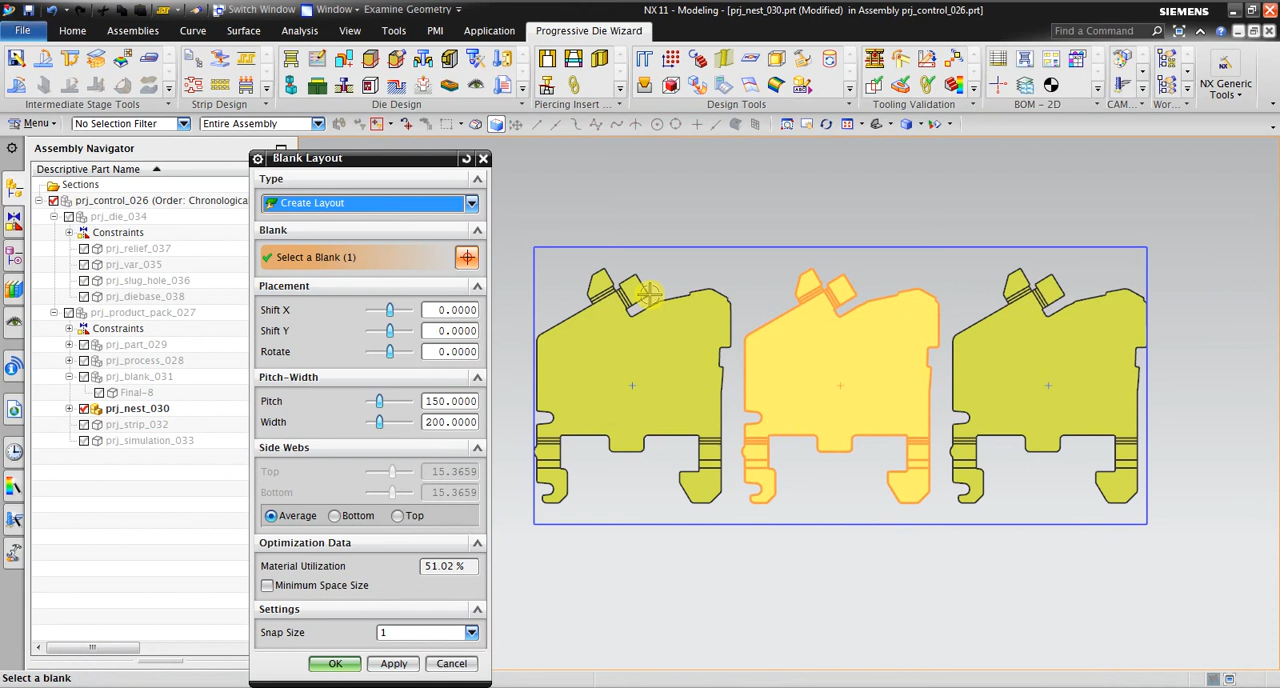 Switch Window Window Examine Geometry NX 11 - Modeling - [prj_nest_030.prt (Modified) in Assembly prj_control_026.prt] SIEMENS
File Home Assemblies Curve Surface Analysis View Tools PMI Application Progressive Die Wizard Find a Command
NX Generic
Tools
Intermediate Stage Tools Strip Design Die Design Piercing Insert ... Design Tools Tooling Validation BOM - 2D CAM... Wor...
Menu No Selection Filter Entire Assembly
Assembly Navigator
Descriptive Part Name
Sections
prj_control_026 (Order: Chronologica
prj_die_034
Constraints
prj_relief_037
prj_var_035
prj_slug_hole_036
prj_diebase_038
prj_product_pack_027
Constraints
prj_part_029
prj_process_028
prj_blank_031
Final-8
prj_nest_030
prj_strip_032
prj_simulation_033
Blank Layout
Type
Create Layout
Blank
Select a Blank (1)
Placement
Shift X 0.0000
Shift Y 0.0000
Rotate 0.0000
Pitch-Width
Pitch 150.0000
Width 200.0000
Side Webs
Top 15.3659
Bottom 15.3659
Average Bottom Top
Optimization Data
Material Utilization 51.02 %
Minimum Space Size
Settings
Snap Size 1
OK Apply Cancel
Select a blank